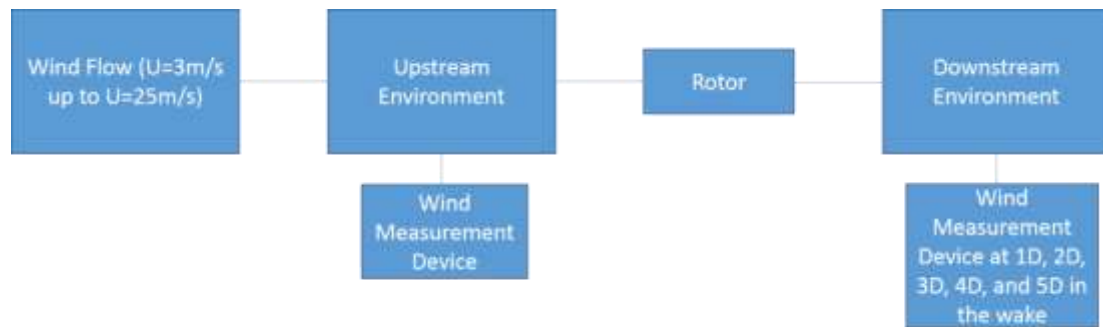 Wind Flow (U=3m/s
up to U=25m/s)
Upstream
Environment
Rotor
Downstream
Environment
Wind
Measurement
Device
Wind
Measurement
Device at 1D, 2D,
3D, 4D, and 5D in
the wake